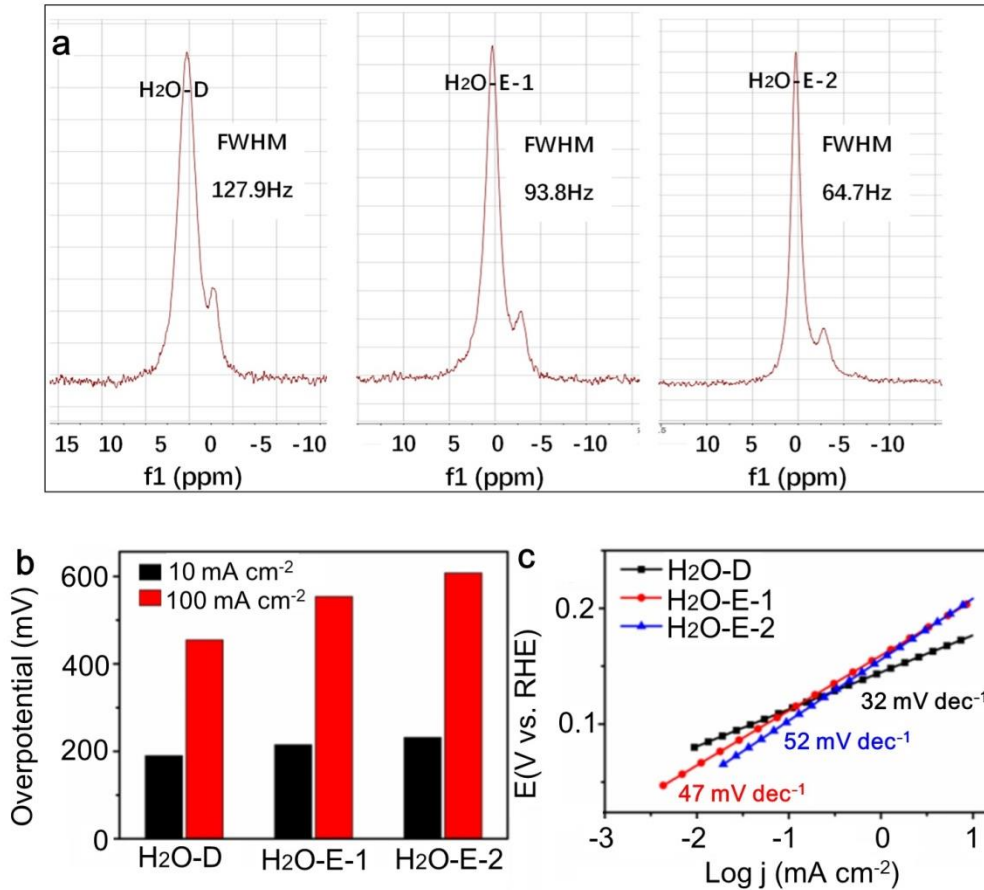 a
H2O-D
FWHM
127.9Hz
15 10 5 0 -5 -10
f1 (ppm)
H2O-E-1
FWHM
93.8Hz
10 5 0 -5 -10 -15
f1 (ppm)
H2O-E-2
FWHM
64.7Hz
10 5 0 -5 -10
f1 (ppm)
b
10 mA cm-2
100 mA cm-2
Overpotential (mV)
600
400
200
0
H2O-D H2O-E-1 H2O-E-2
c
H2O-D
H2O-E-1
H2O-E-2
E(V vs. RHE)
0.2
0.1
32 mV dec-1
52 mV dec-1
47 mV dec-1
-3 -2 -1 0 1
Log j (mA cm-2)